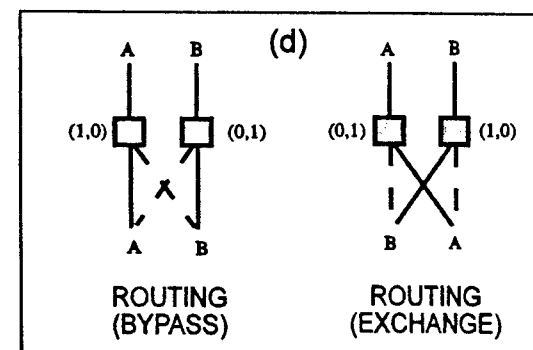 (d)
A B A B
(1,0) (0,1) (0,1) (1,0)
A B B A
ROUTING ROUTING
(BYPASS) (EXCHANGE)